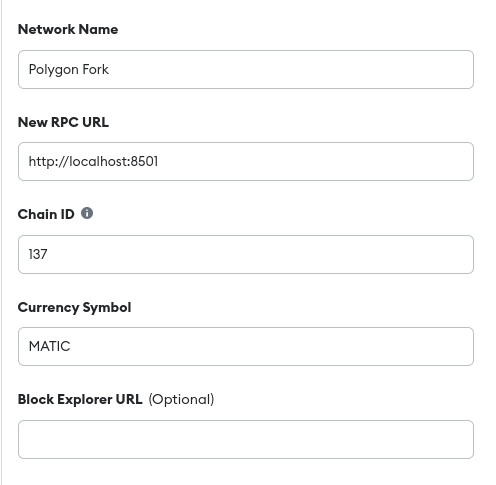 Network Name
Polygon Fork
New RPC URL
http://localhost:8501
Chain ID
137
Currency Symbol
MATIC
Block Explorer URL (Optional)